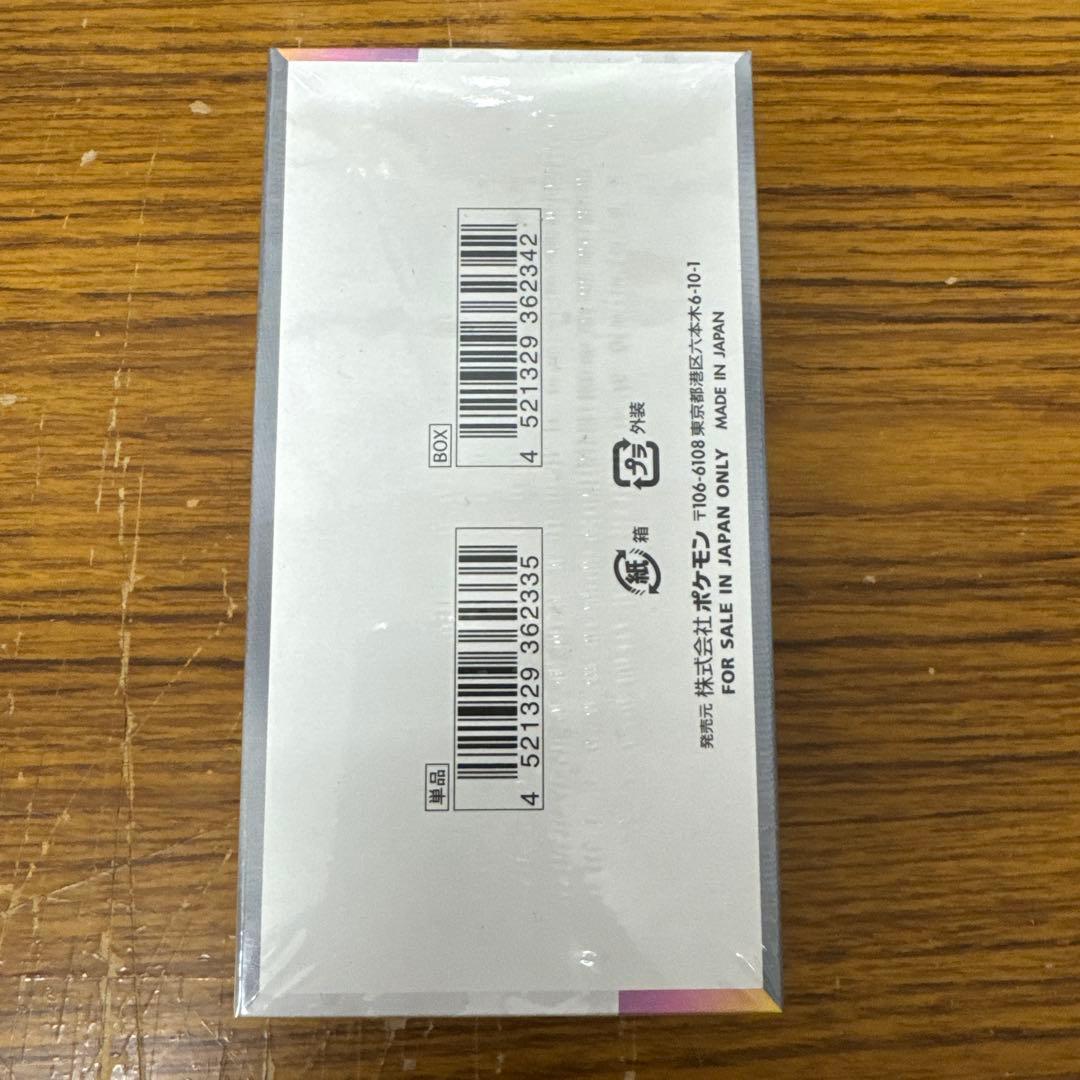 単品
4 521329 362335
BOX
4 521329 362342
紙 箱
プラ 外装
発売元 株式会社 ポケモン 〒106-6108 東京都港区六本木6-10-1
FOR SALE IN JAPAN ONLY MADE IN JAPAN